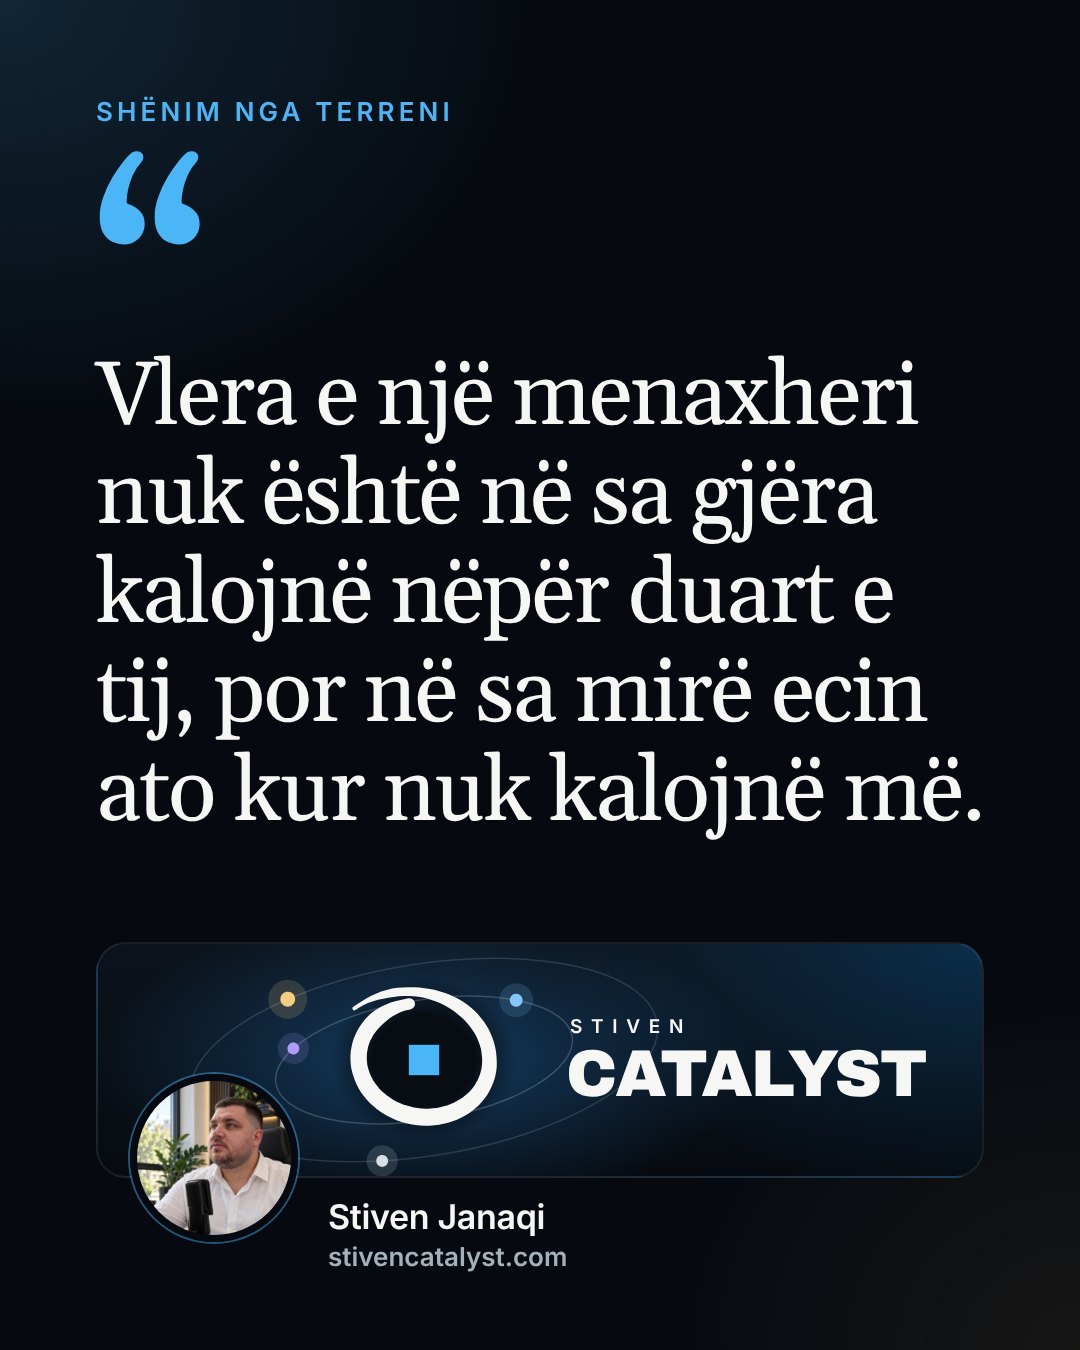 SHËNIM NGA TERRENI
“
Vlera e një menaxheri
nuk është në sa gjëra
kalojnë nëpër duart e
tij, por në sa mirë ecin
ato kur nuk kalojnë më.
STIVEN
CATALYST
Stiven Janaqi
stivencatalyst.com